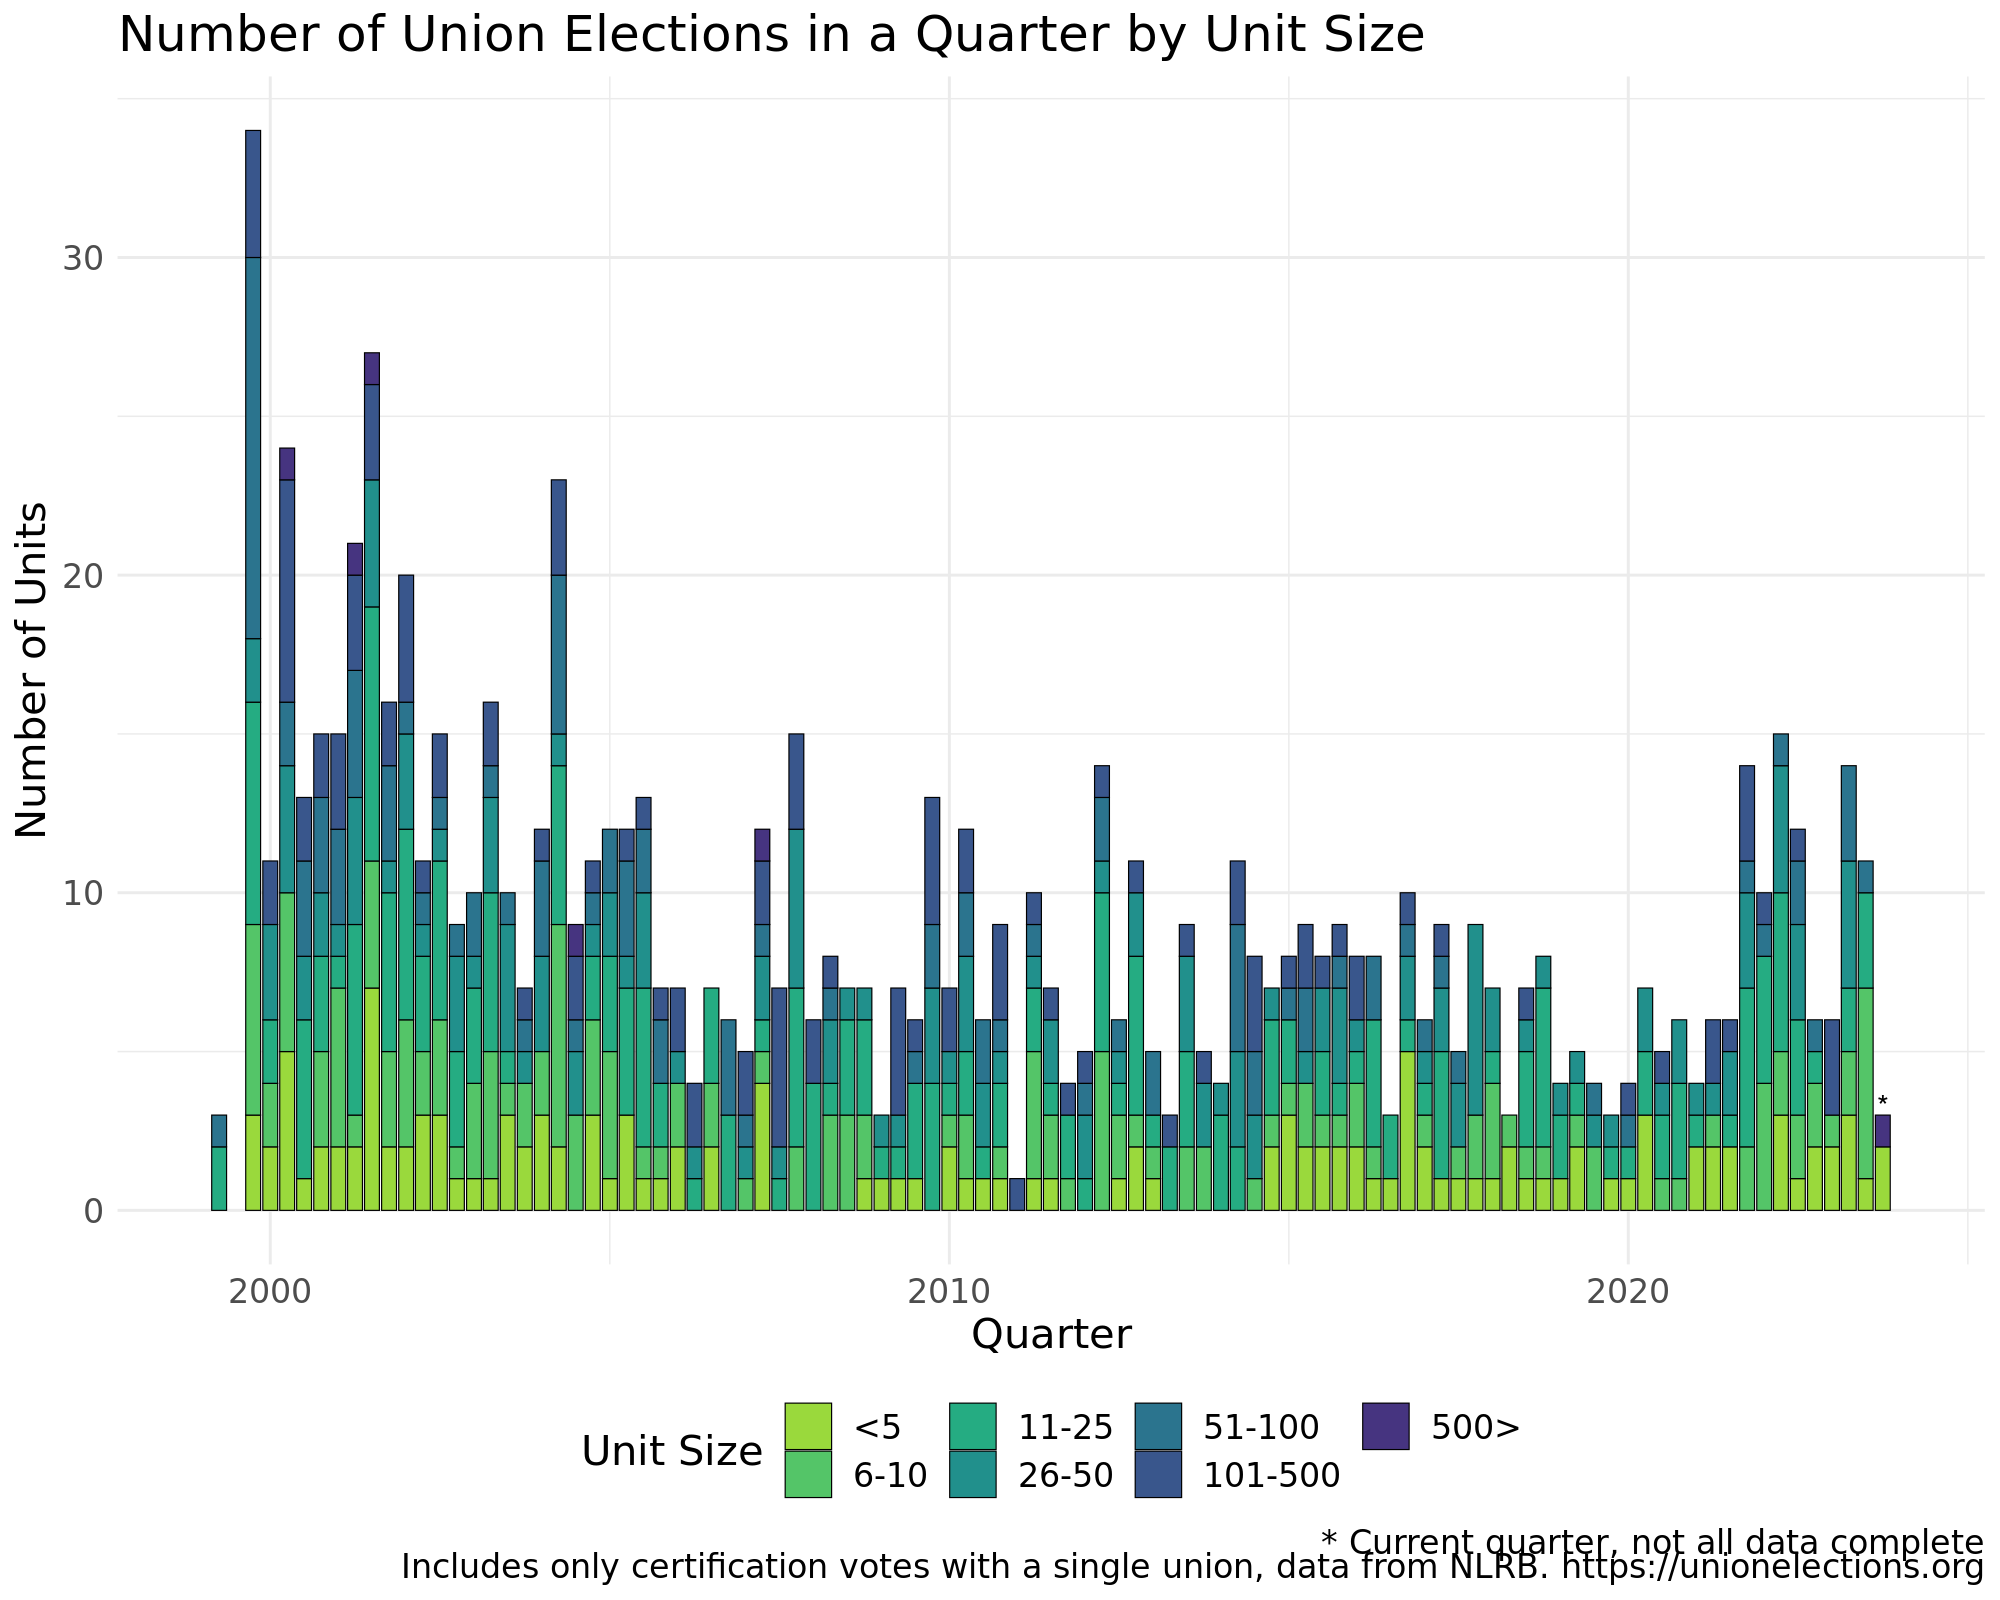 Number of Union Elections in a Quarter by Unit Size
Number of Units
30
20
10
0
*
2000 2010 2020
Quarter
Unit Size
<5 11-25 51-100 500>
6-10 26-50 101-500
* Current quarter, not all data complete
Includes only certification votes with a single union, data from NLRB. https://unionelections.org